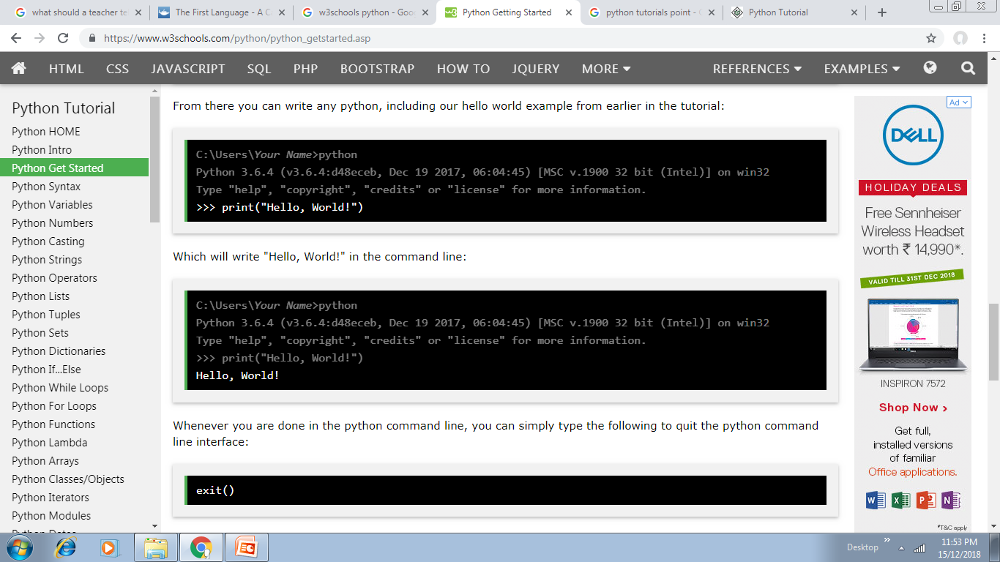 what should a teacher te
The First Language - A C
w3schools python - Goo
Python Getting Started
python tutorials point - G
Python Tutorial
https://www.w3schools.com/python/python_getstarted.asp
HTML CSS JAVASCRIPT SQL PHP BOOTSTRAP HOW TO JQUERY MORE REFERENCES EXAMPLES
Python Tutorial
Python HOME
Python Intro
Python Get Started
Python Syntax
Python Variables
Python Numbers
Python Casting
Python Strings
Python Operators
Python Lists
Python Tuples
Python Sets
Python Dictionaries
Python If...Else
Python While Loops
Python For Loops
Python Functions
Python Lambda
Python Arrays
Python Classes/Objects
Python Iterators
Python Modules
Python Dates
From there you can write any python, including our hello world example from earlier in the tutorial:
C:\Users\Your Name>python
Python 3.6.4 (v3.6.4:d48eceb, Dec 19 2017, 06:04:45) [MSC v.1900 32 bit (Intel)] on win32
Type "help", "copyright", "credits" or "license" for more information.
>>> print("Hello, World!")
Which will write "Hello, World!" in the command line:
C:\Users\Your Name>python
Python 3.6.4 (v3.6.4:d48eceb, Dec 19 2017, 06:04:45) [MSC v.1900 32 bit (Intel)] on win32
Type "help", "copyright", "credits" or "license" for more information.
>>> print("Hello, World!")
Hello, World!
Whenever you are done in the python command line, you can simply type the following to quit the python command
line interface:
exit()
Ad
DELL
HOLIDAY DEALS
Free Sennheiser
Wireless Headset
worth ₹ 14,990*.
VALID TILL 31ST DEC 2018
INSPIRON 7572
Shop Now >
Get full,
installed versions
of familiar
Office applications.
*T&C apply
Desktop
11:53 PM
15/12/2018